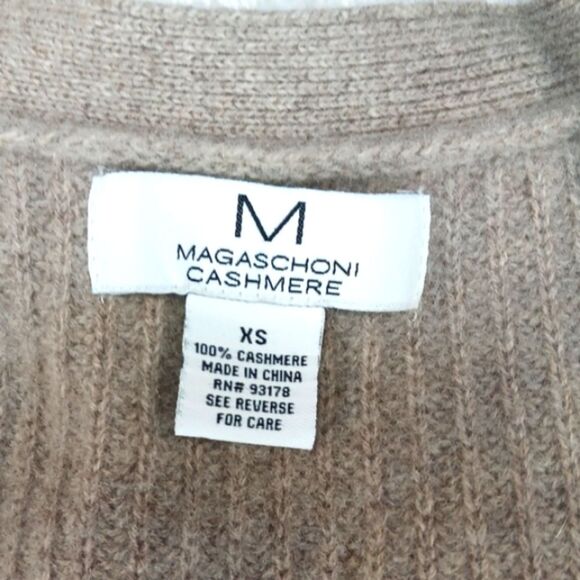 M
MAGASCHONI
CASHMERE
XS
100% CASHMERE
MADE IN CHINA
RN# 93178
SEE REVERSE
FOR CARE